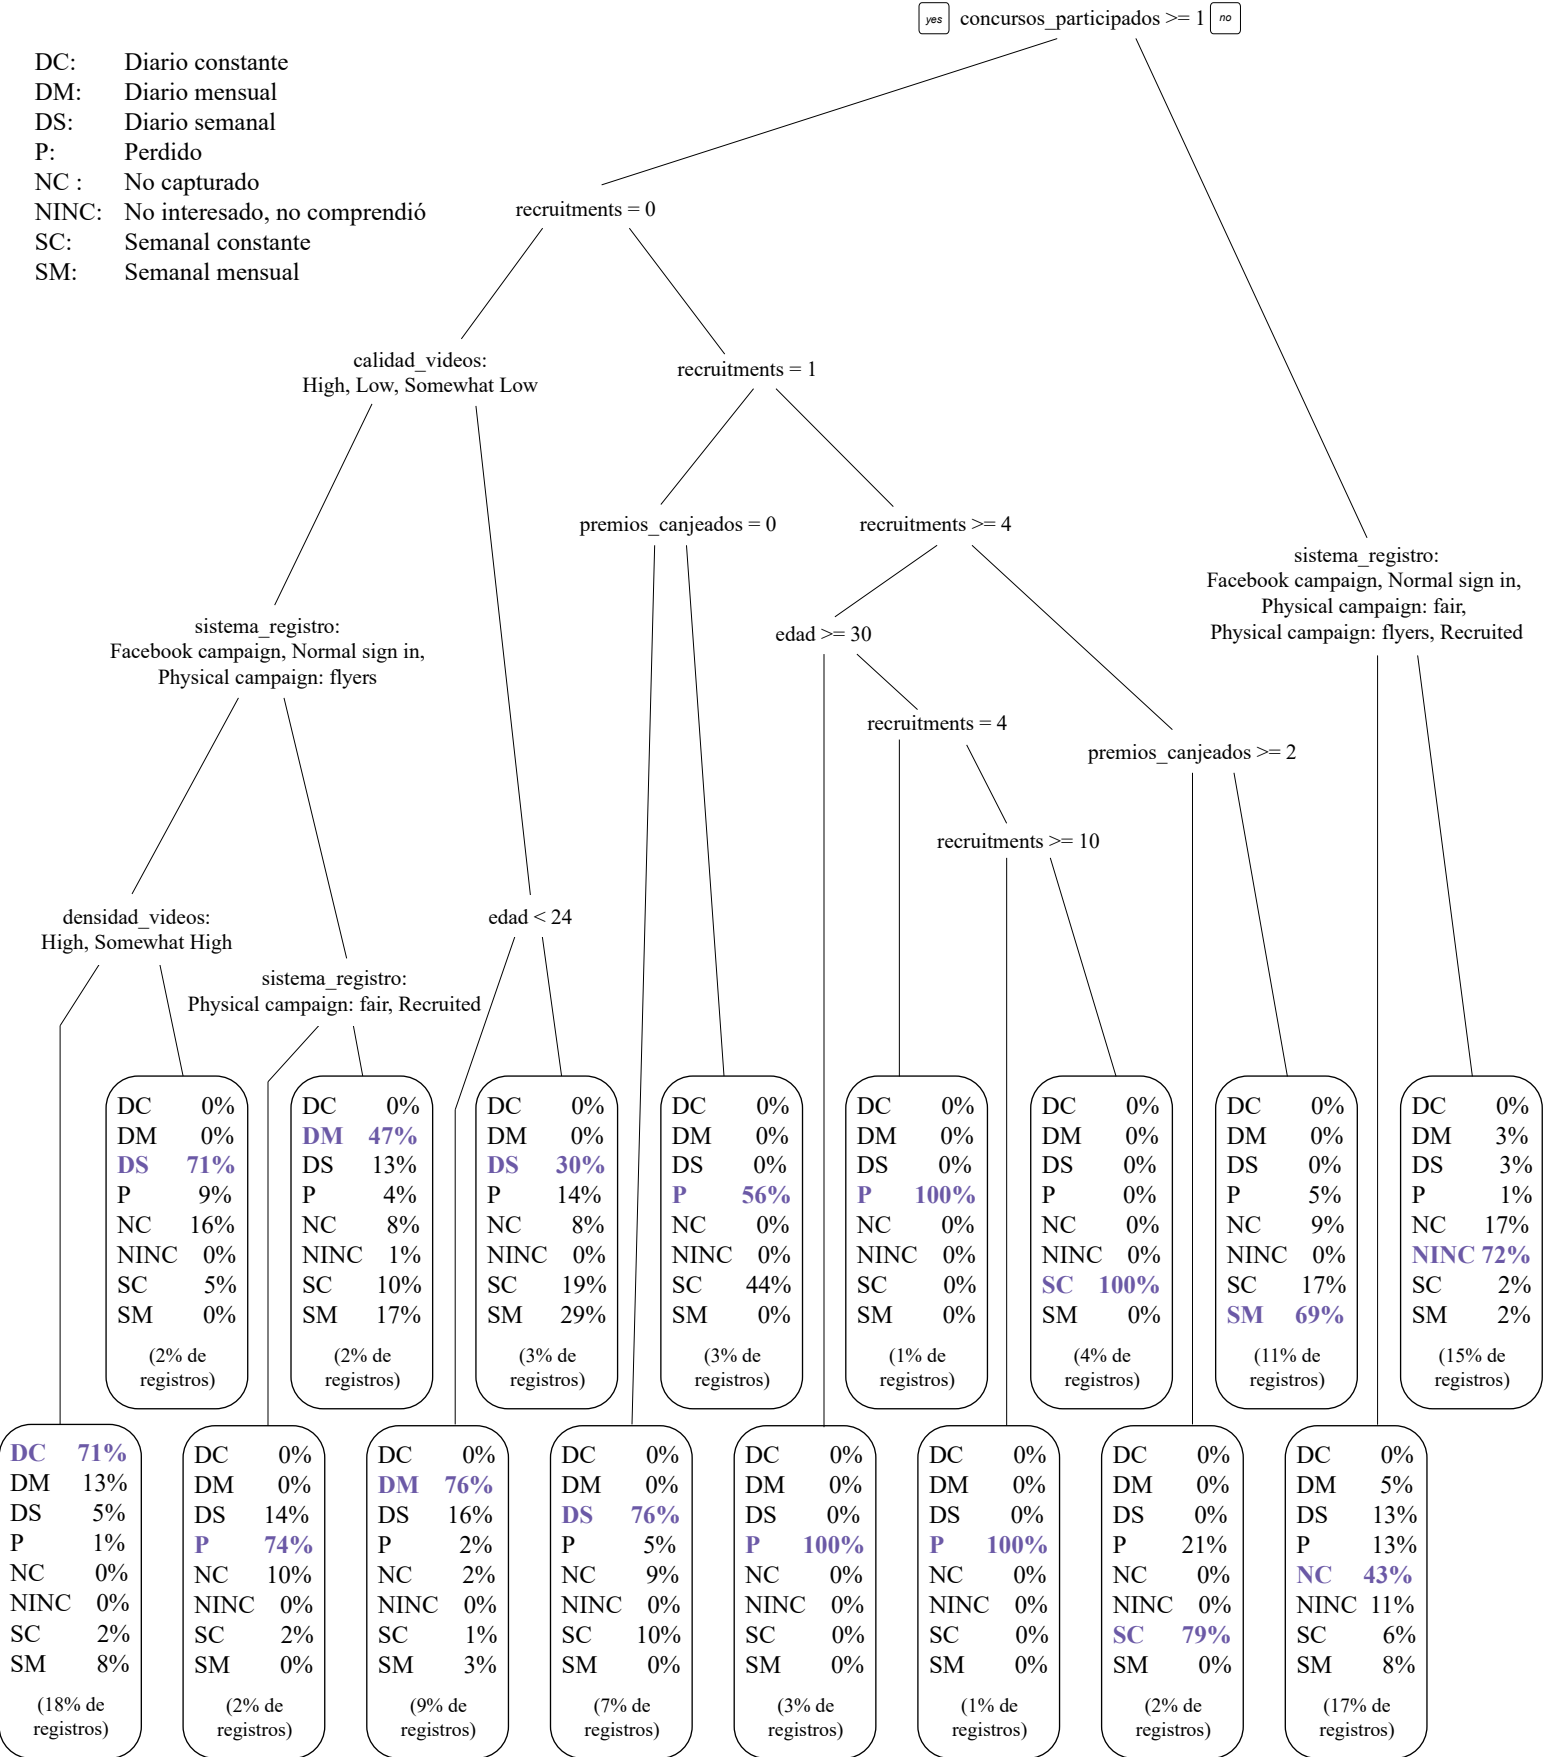 yes concursos_participados >= 1 no
DC: Diario constante
DM: Diario mensual
DS: Diario semanal
P: Perdido
NC : No capturado
NINC: No interesado, no comprendió
SC: Semanal constante
SM: Semanal mensual
recruitments = 0
calidad_videos:
High, Low, Somewhat Low
recruitments = 1
premios_canjeados = 0
recruitments >= 4
sistema_registro:
Facebook campaign, Normal sign in,
Physical campaign: fair,
Physical campaign: flyers, Recruited
sistema_registro:
Facebook campaign, Normal sign in,
Physical campaign: flyers
edad >= 30
recruitments = 4
premios_canjeados >= 2
recruitments >= 10
densidad_videos:
High, Somewhat High
edad < 24
sistema_registro:
Physical campaign: fair, Recruited
DC 0%
DM 0%
DS 71%
P 9%
NC 16%
NINC 0%
SC 5%
SM 0%
(2% de
registros)
DC 0%
DM 47%
DS 13%
P 4%
NC 8%
NINC 1%
SC 10%
SM 17%
(2% de
registros)
DC 0%
DM 0%
DS 30%
P 14%
NC 8%
NINC 0%
SC 19%
SM 29%
(3% de
registros)
DC 0%
DM 0%
DS 0%
P 56%
NC 0%
NINC 0%
SC 44%
SM 0%
(3% de
registros)
DC 0%
DM 0%
DS 0%
P 100%
NC 0%
NINC 0%
SC 0%
SM 0%
(1% de
registros)
DC 0%
DM 0%
DS 0%
P 0%
NC 0%
NINC 0%
SC 100%
SM 0%
(4% de
registros)
DC 0%
DM 0%
DS 0%
P 5%
NC 9%
NINC 0%
SC 17%
SM 69%
(11% de
registros)
DC 0%
DM 3%
DS 3%
P 1%
NC 17%
NINC 72%
SC 2%
SM 2%
(15% de
registros)
DC 71%
DM 13%
DS 5%
P 1%
NC 0%
NINC 0%
SC 2%
SM 8%
(18% de
registros)
DC 0%
DM 0%
DS 14%
P 74%
NC 10%
NINC 0%
SC 2%
SM 0%
(2% de
registros)
DC 0%
DM 76%
DS 16%
P 2%
NC 2%
NINC 0%
SC 1%
SM 3%
(9% de
registros)
DC 0%
DM 0%
DS 76%
P 5%
NC 9%
NINC 0%
SC 10%
SM 0%
(7% de
registros)
DC 0%
DM 0%
DS 0%
P 100%
NC 0%
NINC 0%
SC 0%
SM 0%
(3% de
registros)
DC 0%
DM 0%
DS 0%
P 100%
NC 0%
NINC 0%
SC 0%
SM 0%
(1% de
registros)
DC 0%
DM 0%
DS 0%
P 21%
NC 0%
NINC 0%
SC 79%
SM 0%
(2% de
registros)
DC 0%
DM 5%
DS 13%
P 13%
NC 43%
NINC 11%
SC 6%
SM 8%
(17% de
registros)